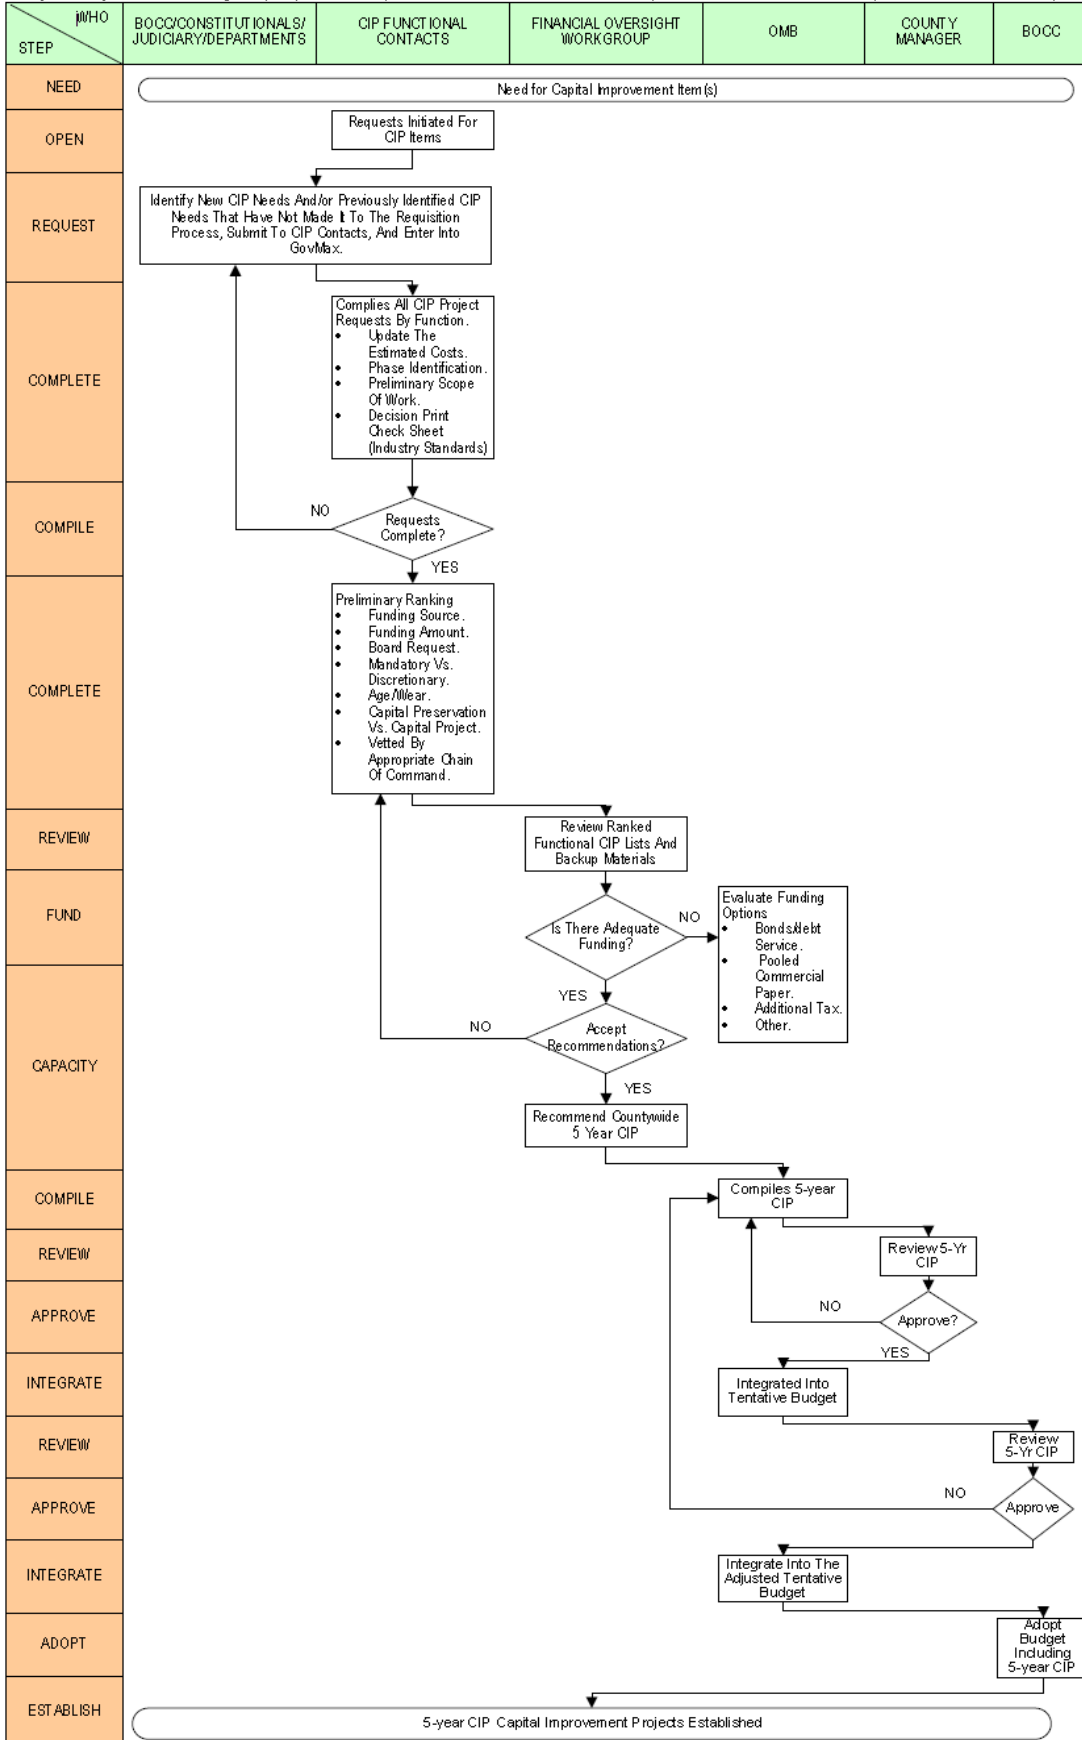 jWHO
STEP
BOCC/CONSTITUTIONALS/
JUDICIARY/DEPARTMENTS
CIP FUNCTIONAL
CONTACTS
FINANCIAL OVERSIGHT
WORKGROUP
OMB
COUNTY
MANAGER
BOCC
NEED
Need for Capital Improvement Item(s)
OPEN
Requests Initiated For
CIP Items
REQUEST
Identify New CIP Needs And/or Previously Identified CIP
Needs That Have Not Made It To The Requisition
Process, Submit To CIP Contacts, And Enter Into
GovMax.
COMPLETE
Complies All CIP Project
Requests By Function.
• Update The
Estimated Costs.
• Phase Identification.
• Preliminary Scope
Of Work.
• Decision Print
Check Sheet
(Industry Standards)
COMPILE
NO
Requests
Complete?
YES
COMPLETE
Preliminary Ranking
• Funding Source.
• Funding Amount.
• Board Request.
• Mandatory Vs.
Discretionary.
• Age/Wear.
• Capital Preservation
Vs. Capital Project.
• Vetted By
Appropriate Chain
Of Command.
REVIEW
Review Ranked
Functional CIP Lists And
Backup Materials
FUND
Is There Adequate
Funding?
NO
Evaluate Funding
Options
• Bonds/debt
Service.
• Pooled
Commercial
Paper.
• Additional Tax.
• Other.
YES
CAPACITY
NO
Accept
Recommendations?
YES
Recommend Countywide
5 Year CIP
COMPILE
Compiles 5-year
CIP
REVIEW
Review 5-Yr
CIP
APPROVE
NO
Approve?
YES
INTEGRATE
Integrated Into
Tentative Budget
REVIEW
Review
5-Yr CIP
APPROVE
NO
Approve
INTEGRATE
Integrate Into The
Adjusted Tentative
Budget
ADOPT
Adopt
Budget
Including
5-year CIP
ESTABLISH
5-year CIP Capital Improvement Projects Established